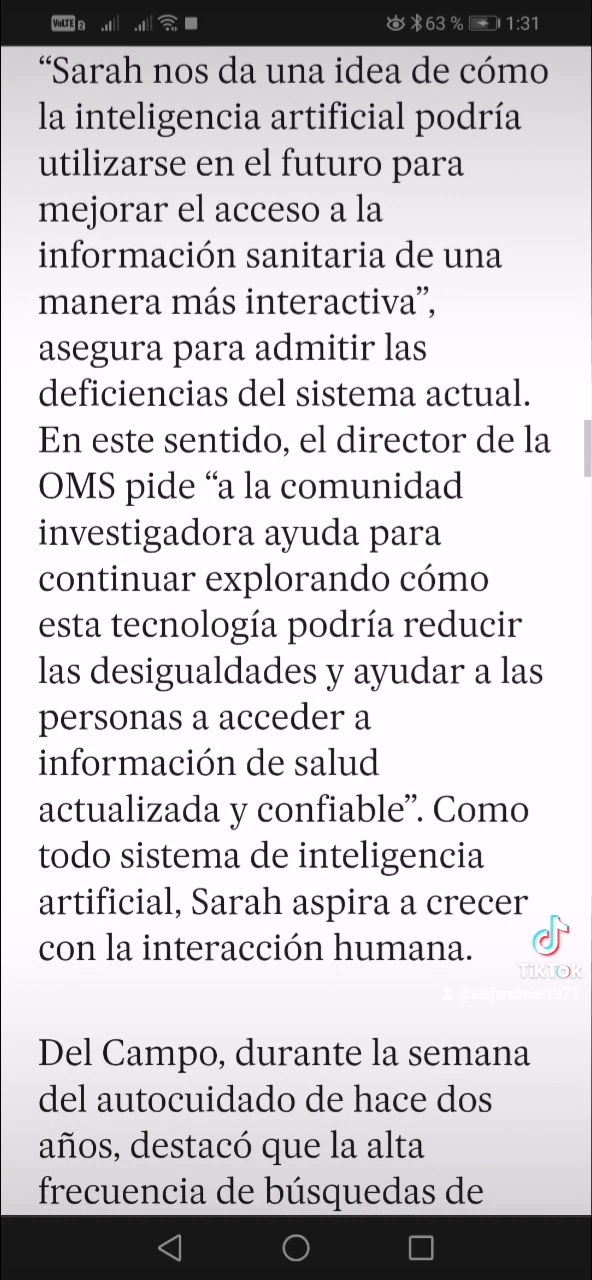 VoLTE 2
63 % 1:31
“Sarah nos da una idea de cómo
la inteligencia artificial podría
utilizarse en el futuro para
mejorar el acceso a la
información sanitaria de una
manera más interactiva”,
asegura para admitir las
deficiencias del sistema actual.
En este sentido, el director de la
OMS pide “a la comunidad
investigadora ayuda para
continuar explorando cómo
esta tecnología podría reducir
las desigualdades y ayudar a las
personas a acceder a
información de salud
actualizada y confiable”. Como
todo sistema de inteligencia
artificial, Sarah aspira a crecer
con la interacción humana.
TikTok
Del Campo, durante la semana
del autocuidado de hace dos
años, destacó que la alta
frecuencia de búsquedas de